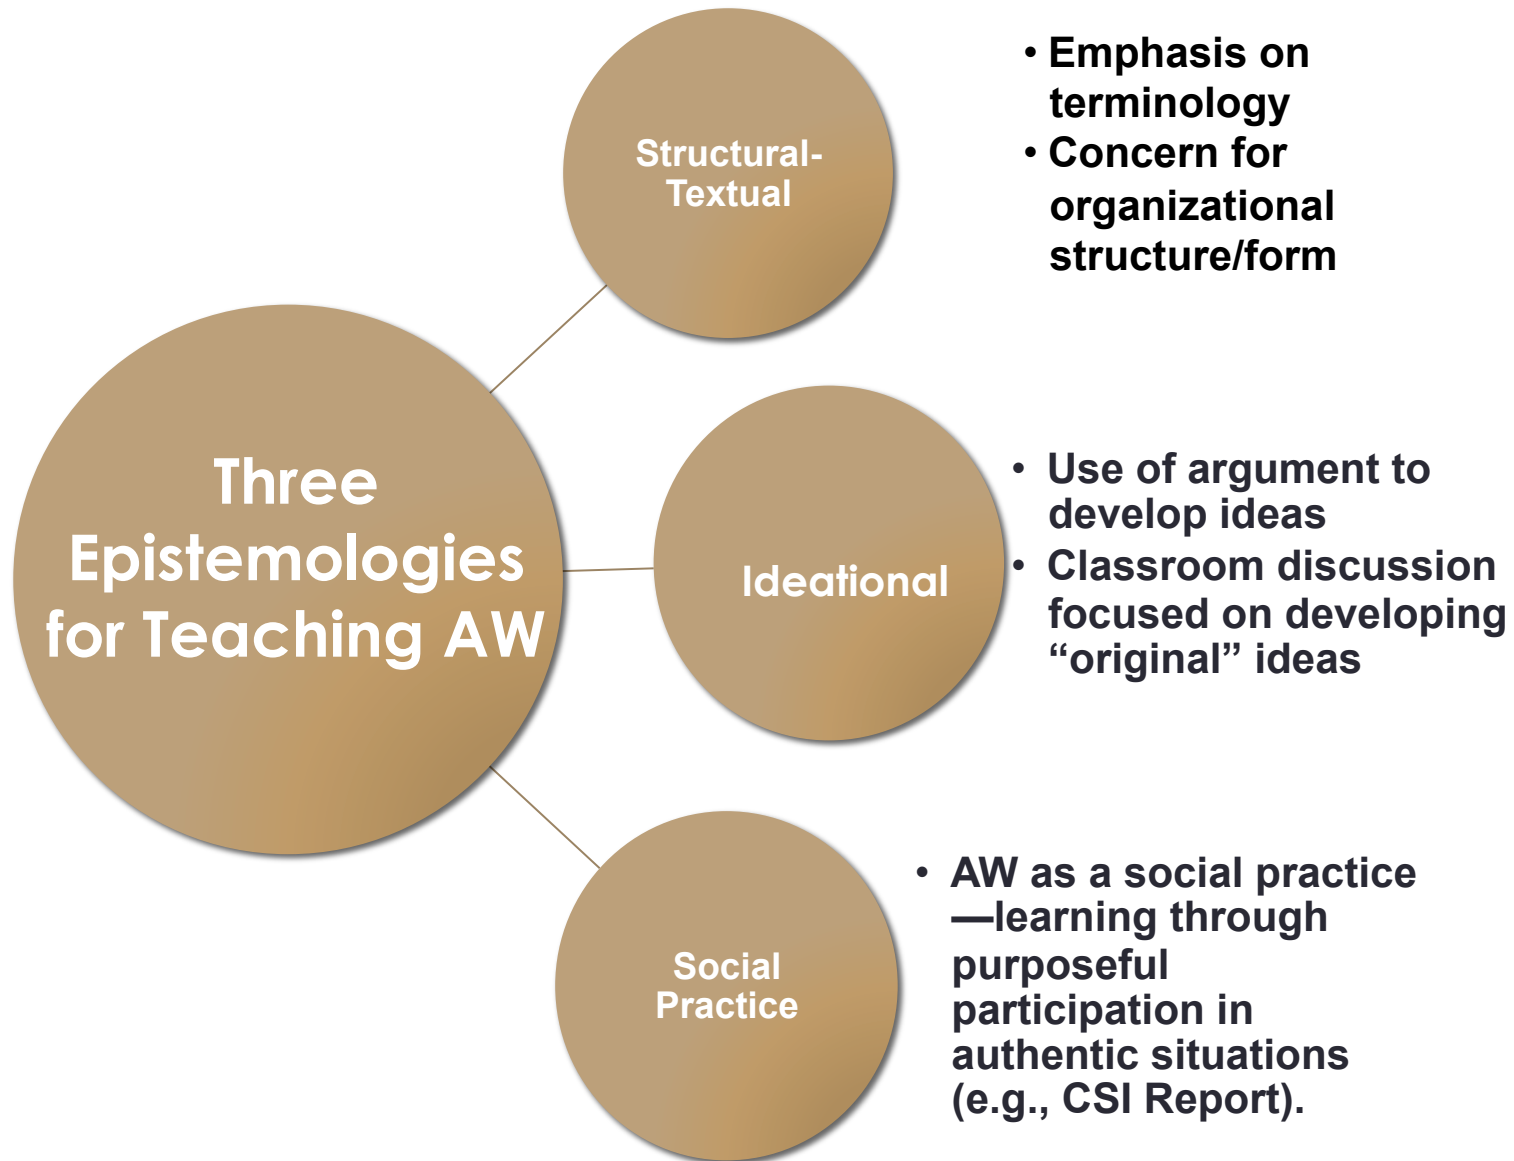 Three
Epistemologies
for Teaching AW
Structural-
Textual
• Emphasis on
terminology
• Concern for
organizational
structure/form
Ideational
• Use of argument to
develop ideas
• Classroom discussion
focused on developing
“original” ideas
Social
Practice
• AW as a social practice
—learning through
purposeful
participation in
authentic situations
(e.g., CSI Report).